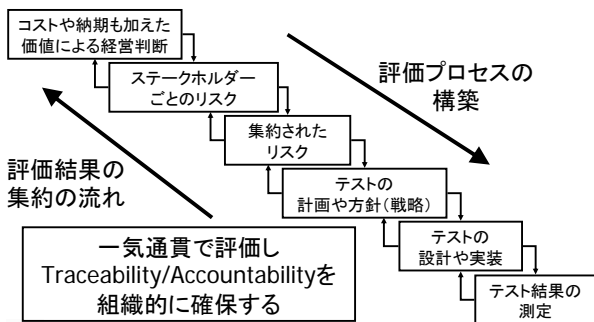 コストや納期も加えた
価値による経営判断
ステークホルダー
ごとのリスク
評価プロセスの
構築
集約された
リスク
評価結果の
集約の流れ
テストの
計画や方針(戦略)
一気通貫で評価し
Traceability/Accountabilityを
組織的に確保する
テストの
設計や実装
テスト結果の
測定